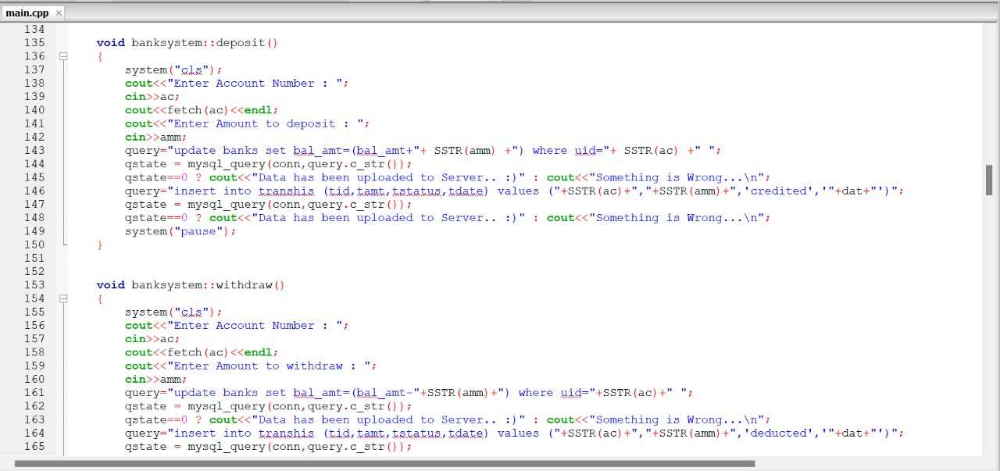 main.cpp ×
134
135 void banksystem::deposit()
136 {
137 system("cls");
138 cout<<"Enter Account Number : ";
139 cin>>ac;
140 cout<<fetch(ac)<<endl;
141 cout<<"Enter Amount to deposit : ";
142 cin>>amm;
143 query="update banks set bal_amt=(bal_amt+"+ SSTR(amm) +") where uid="+ SSTR(ac) +" ";
144 qstate = mysql_query(conn,query.c_str());
145 qstate==0 ? cout<<"Data has been uploaded to Server.. :)" : cout<<"Something is Wrong...\n";
146 query="insert into transhis (tid,tamt,tstatus,tdate) values ("+SSTR(ac)+","+SSTR(amm)+",'credited','"+dat+"')";
147 qstate = mysql_query(conn,query.c_str());
148 qstate==0 ? cout<<"Data has been uploaded to Server.. :)" : cout<<"Something is Wrong...\n";
149 system("pause");
150 }
151
152
153 void banksystem::withdraw()
154 {
155 system("cls");
156 cout<<"Enter Account Number : ";
157 cin>>ac;
158 cout<<fetch(ac)<<endl;
159 cout<<"Enter Amount to withdraw : ";
160 cin>>amm;
161 query="update banks set bal_amt=(bal_amt-"+SSTR(amm)+") where uid="+SSTR(ac)+" ";
162 qstate = mysql_query(conn,query.c_str());
163 qstate==0 ? cout<<"Data has been uploaded to Server.. :)" : cout<<"Something is Wrong...\n";
164 query="insert into transhis (tid,tamt,tstatus,tdate) values ("+SSTR(ac)+","+SSTR(amm)+",'deducted','"+dat+"')";
165 qstate = mysql_query(conn,query.c_str());